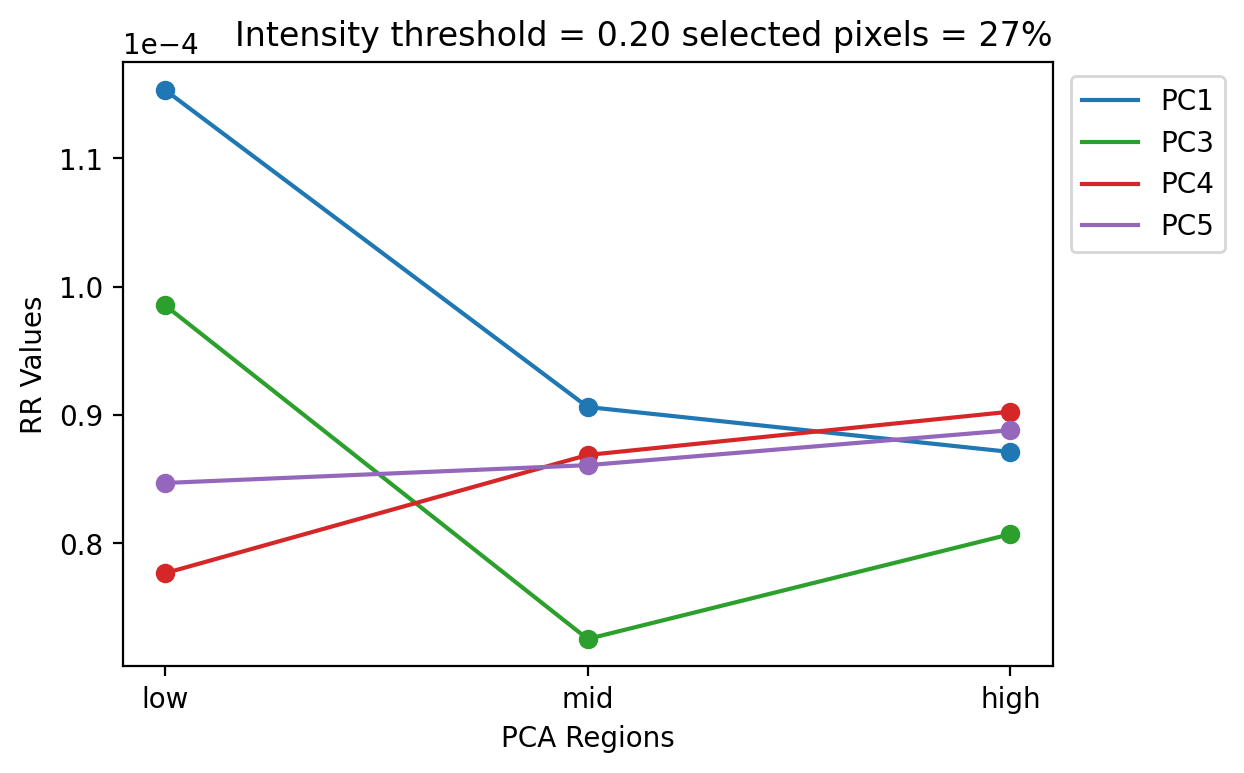 1e−4
Intensity threshold = 0.20 selected pixels = 27%
PC1
PC3
PC4
PC5
RR Values
1.1
1.0
0.9
0.8
low
mid
high
PCA Regions